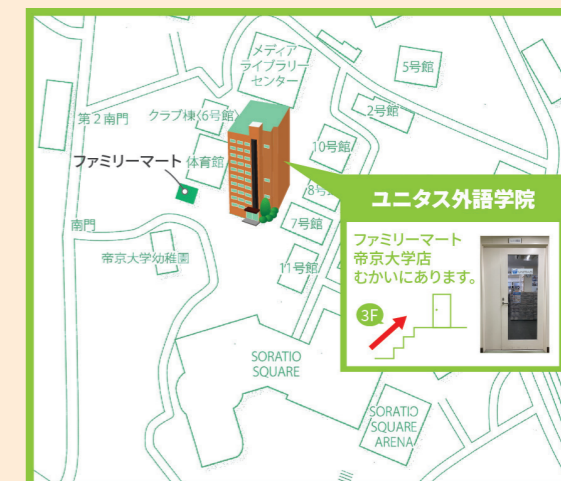 メディア
ライブラリー
センター
5号館
第2南門
クラブ棟(6号館)
2号館
10号館
ファミリーマート
体育館
8号
ユニタス外語学院
南門
7号館
帝京大学幼稚園
11号館
ファミリーマート
帝京大学店
むかいにあります。
3F
SORATIO
SQUARE
SORATIO
SQUARE
ARENA